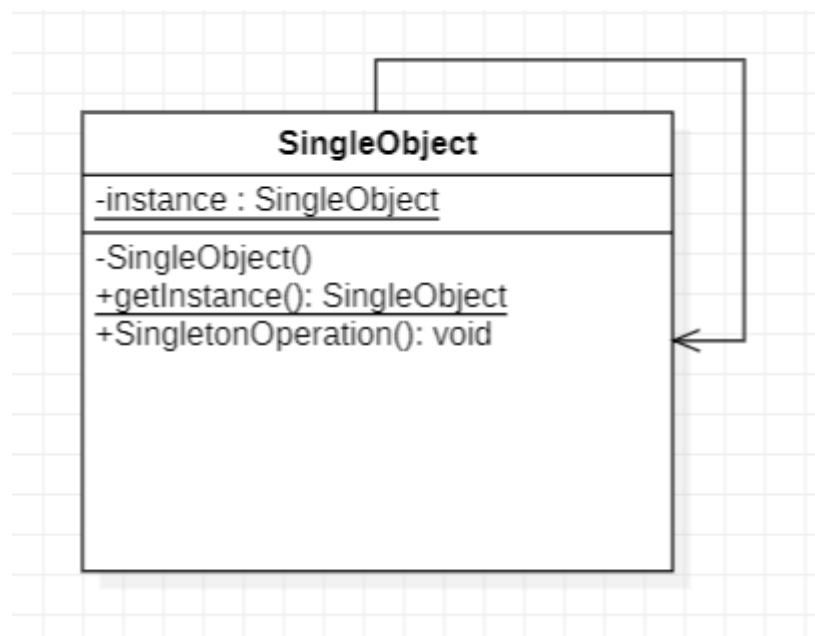 SingleObject
-instance : SingleObject
-SingleObject()
+getInstance(): SingleObject
+SingletonOperation(): void